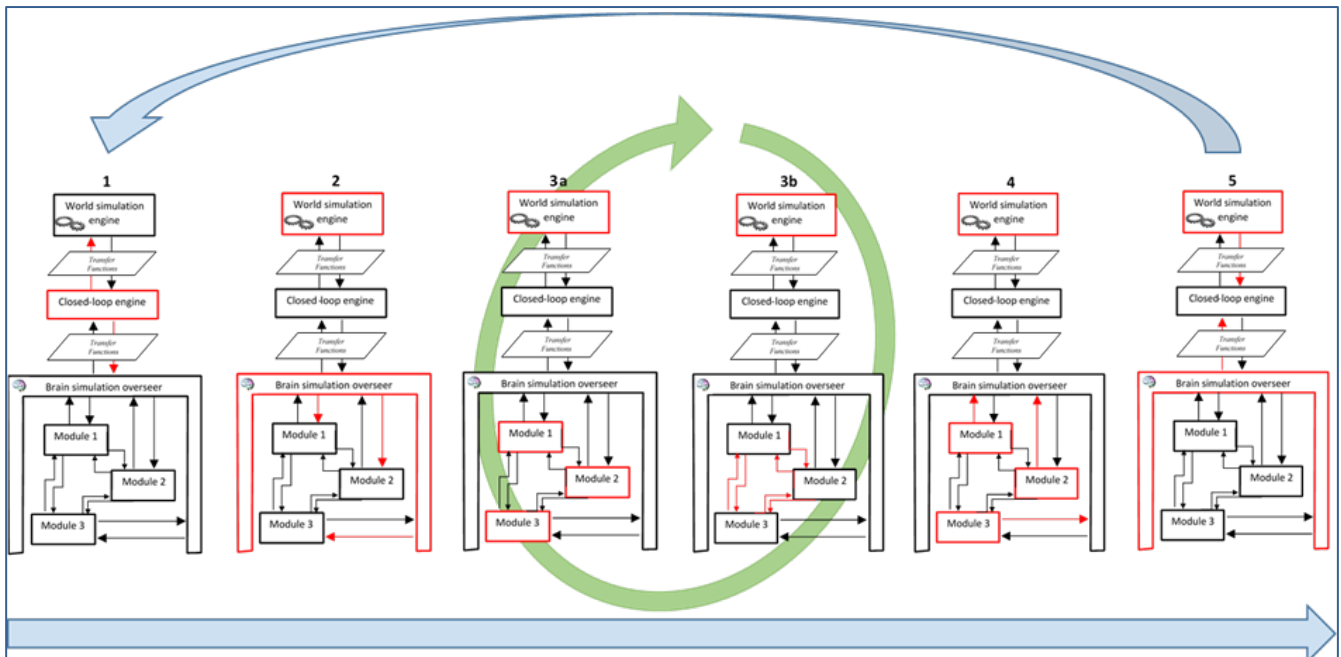 1
World simulation
engine
Transfer
Functions
Closed-loop engine
Transfer
Functions
Brain simulation overseer
Module 1
Module 2
Module 3
2
World simulation
engine
Transfer
Functions
Closed-loop engine
Transfer
Functions
Brain simulation overseer
Module 1
Module 2
Module 3
3a
World simulation
engine
Transfer
Functions
Closed-loop engine
Transfer
Functions
Brain simulation overseer
Module 1
Module 2
Module 3
3b
World simulation
engine
Transfer
Functions
Closed-loop engine
Transfer
Functions
Brain simulation overseer
Module 1
Module 2
Module 3
4
World simulation
engine
Transfer
Functions
Closed-loop engine
Transfer
Functions
Brain simulation overseer
Module 1
Module 2
Module 3
5
World simulation
engine
Transfer
Functions
Closed-loop engine
Transfer
Functions
Brain simulation overseer
Module 1
Module 2
Module 3